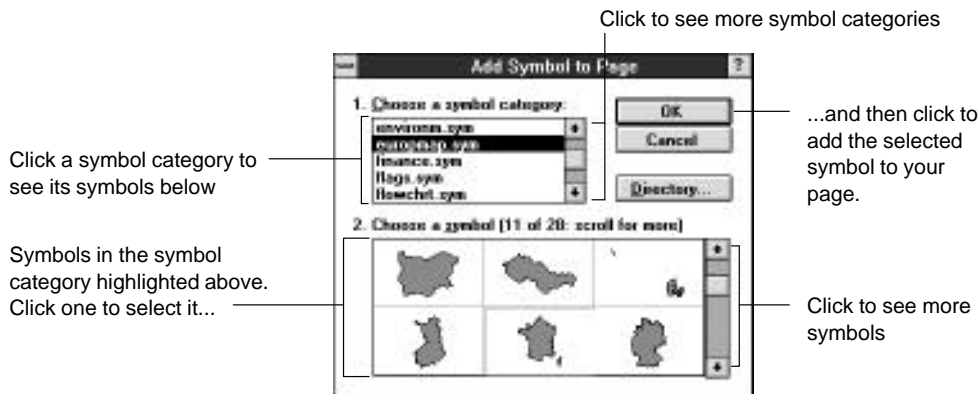 Click to see more symbol categories
Add Symbol to Page
?
1. Choose a symbol category:
environm.sym
europmap.sym
finance.sym
flags.sym
flowchrt.sym
OK
Cancel
Directory...
...and then click to
add the selected
symbol to your
page.
Click a symbol category to
see its symbols below
2. Choose a symbol (11 of 28: scroll for more)
Symbols in the symbol
category highlighted above.
Click one to select it...
Click to see more
symbols